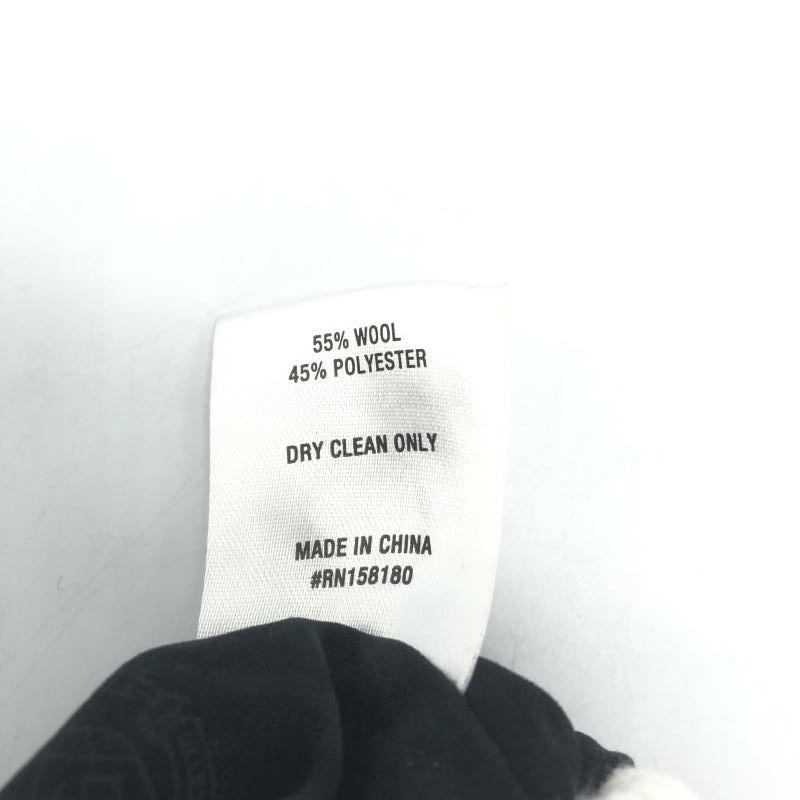 55% WOOL
45% POLYESTER
DRY CLEAN ONLY
MADE IN CHINA
#RN158180